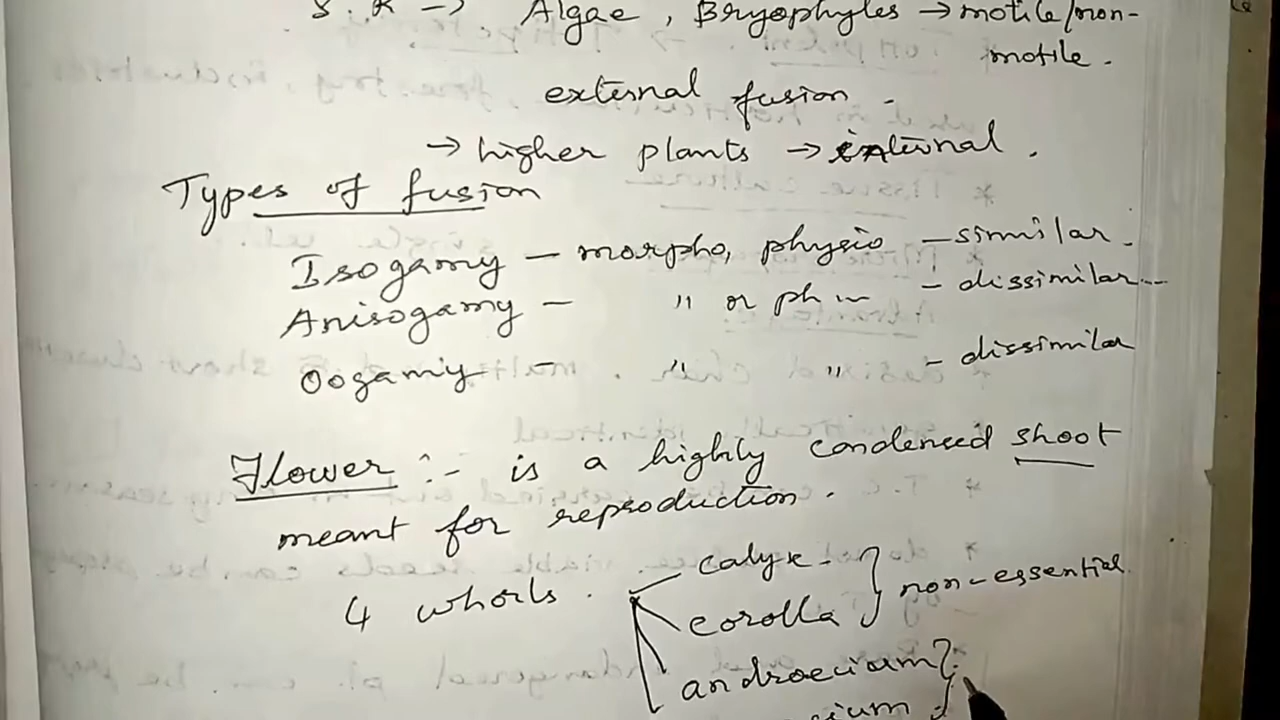 S.R → Algae, Bryophytes → motile/non-
motile.
external fusion.
→ higher plants → internal.
Types of fusion
Isogamy – morpho, physio – similar.
Anisogamy – " or ph " – dissimilar --
Oogamiy – " " – dissimilar
Flower :- is a highly condensed shoot
meant for reproduction.
4 whorls.
calyx -
corolla } non-essential
androecium